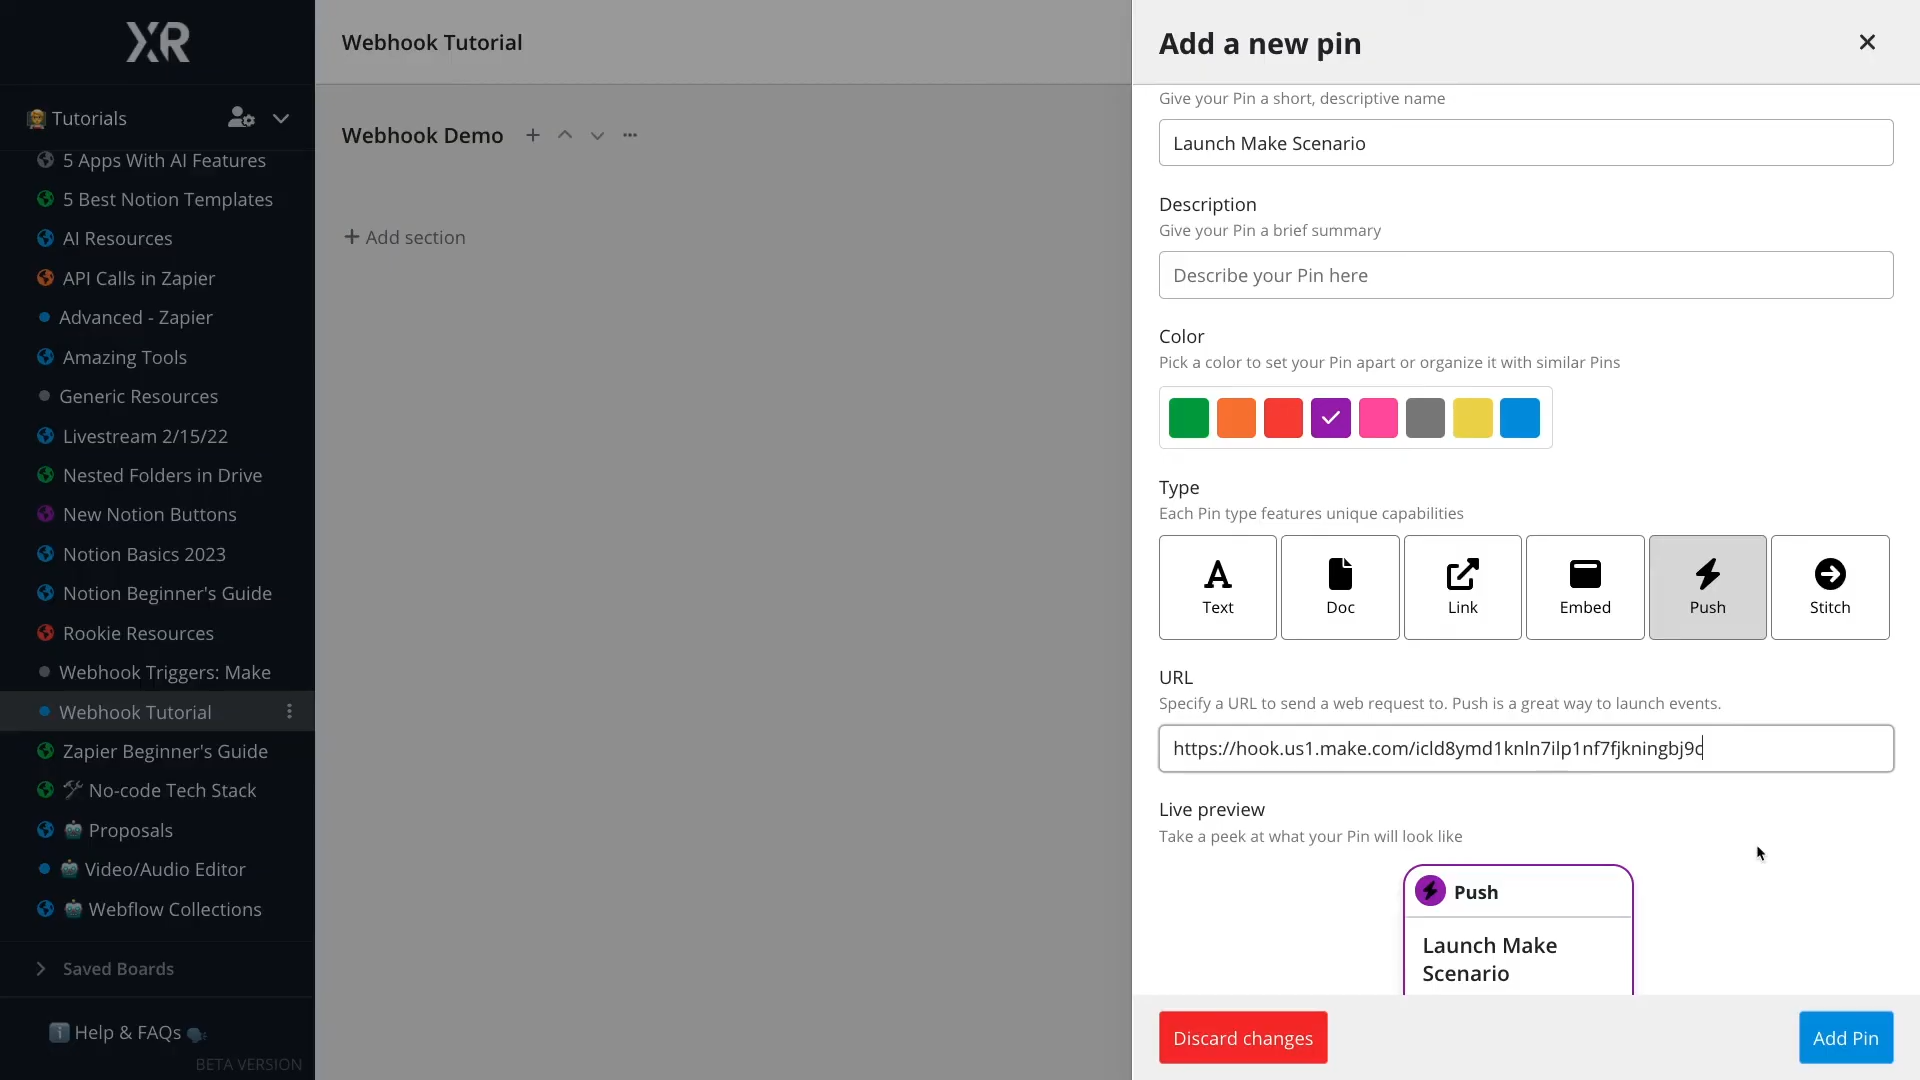 XR
Tutorials
5 Apps With AI Features
5 Best Notion Templates
AI Resources
API Calls in Zapier
Advanced - Zapier
Amazing Tools
Generic Resources
Livestream 2/15/22
Nested Folders in Drive
New Notion Buttons
Notion Basics 2023
Notion Beginner's Guide
Rookie Resources
Webhook Triggers: Make
Webhook Tutorial
Zapier Beginner's Guide
No-code Tech Stack
Proposals
Video/Audio Editor
Webflow Collections
Saved Boards
Help & FAQs
BETA VERSION
Webhook Tutorial
Webhook Demo
+ Add section
Add a new pin
Give your Pin a short, descriptive name
Launch Make Scenario
Description
Give your Pin a brief summary
Describe your Pin here
Color
Pick a color to set your Pin apart or organize it with similar Pins
Type
Each Pin type features unique capabilities
Text
Doc
Link
Embed
Push
Stitch
URL
Specify a URL to send a web request to. Push is a great way to launch events.
https://hook.us1.make.com/icld8ymd1knln7ilp1nf7fjkningbj9c
Live preview
Take a peek at what your Pin will look like
Push
Launch Make
Scenario
Discard changes
Add Pin